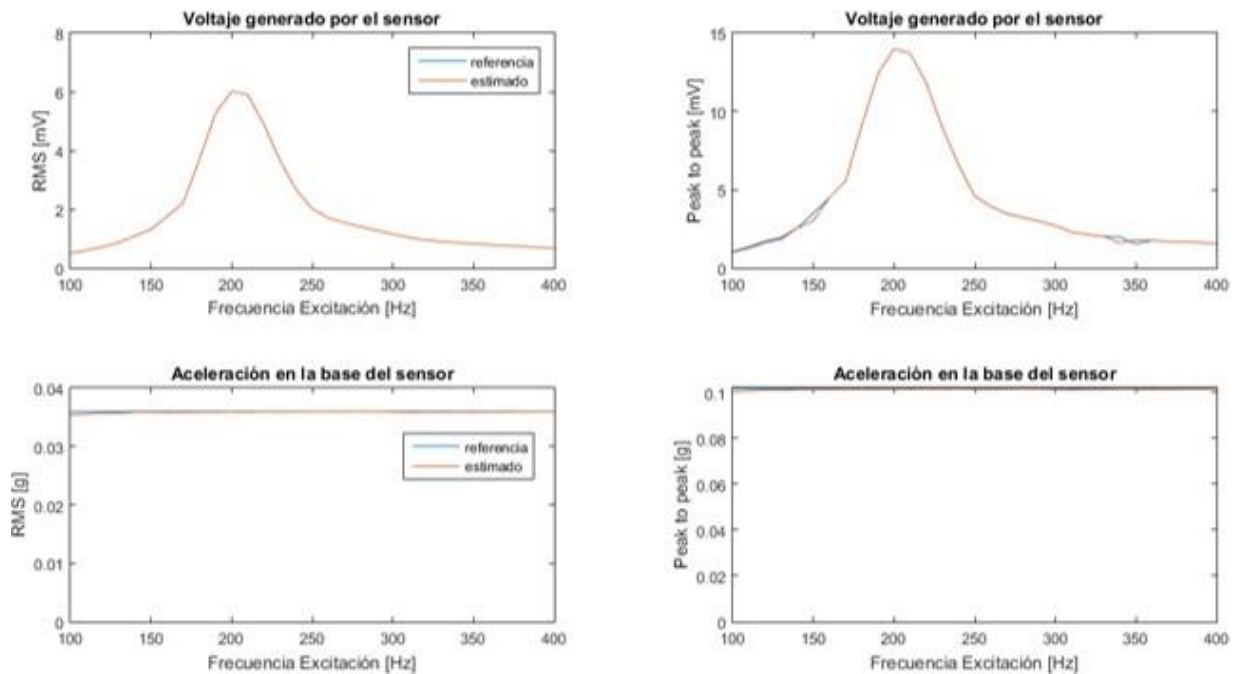 Voltaje generado por el sensor
8
6
4
2
0
RMS [mV]
referencia
estimado
100 150 200 250 300 350 400
Frecuencia Excitación [Hz]
Voltaje generado por el sensor
15
10
5
0
Peak to peak [mV]
100 150 200 250 300 350 400
Frecuencia Excitación [Hz]
Aceleración en la base del sensor
0.04
0.03
0.02
0.01
0
RMS [g]
referencia
estimado
100 150 200 250 300 350 400
Frecuencia Excitación [Hz]
Aceleración en la base del sensor
0.1
0.08
0.06
0.04
0.02
0
Peak to peak [g]
100 150 200 250 300 350 400
Frecuencia Excitación [Hz]